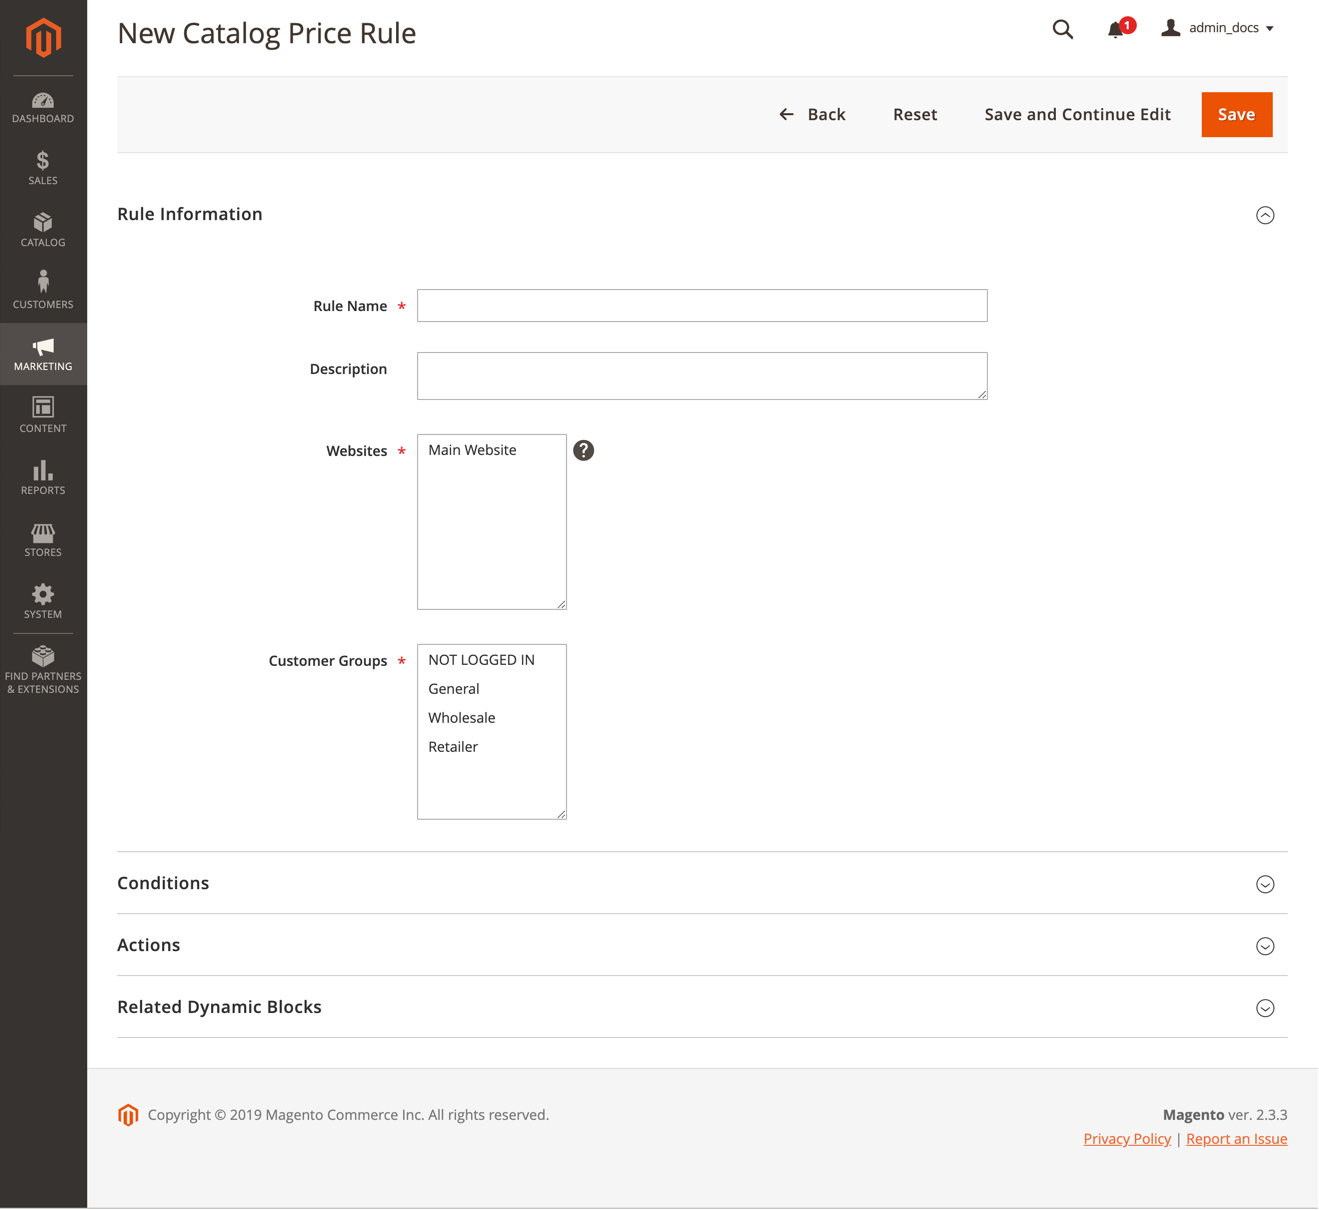 New Catalog Price Rule
1
admin_docs
DASHBOARD
SALES
CATALOG
CUSTOMERS
MARKETING
CONTENT
REPORTS
STORES
SYSTEM
FIND PARTNERS
& EXTENSIONS
Back
Reset
Save and Continue Edit
Save
Rule Information
Rule Name *
Description
Websites *
Main Website
?
Customer Groups *
NOT LOGGED IN
General
Wholesale
Retailer
Conditions
Actions
Related Dynamic Blocks
Copyright © 2019 Magento Commerce Inc. All rights reserved.
Magento ver. 2.3.3
Privacy Policy | Report an Issue